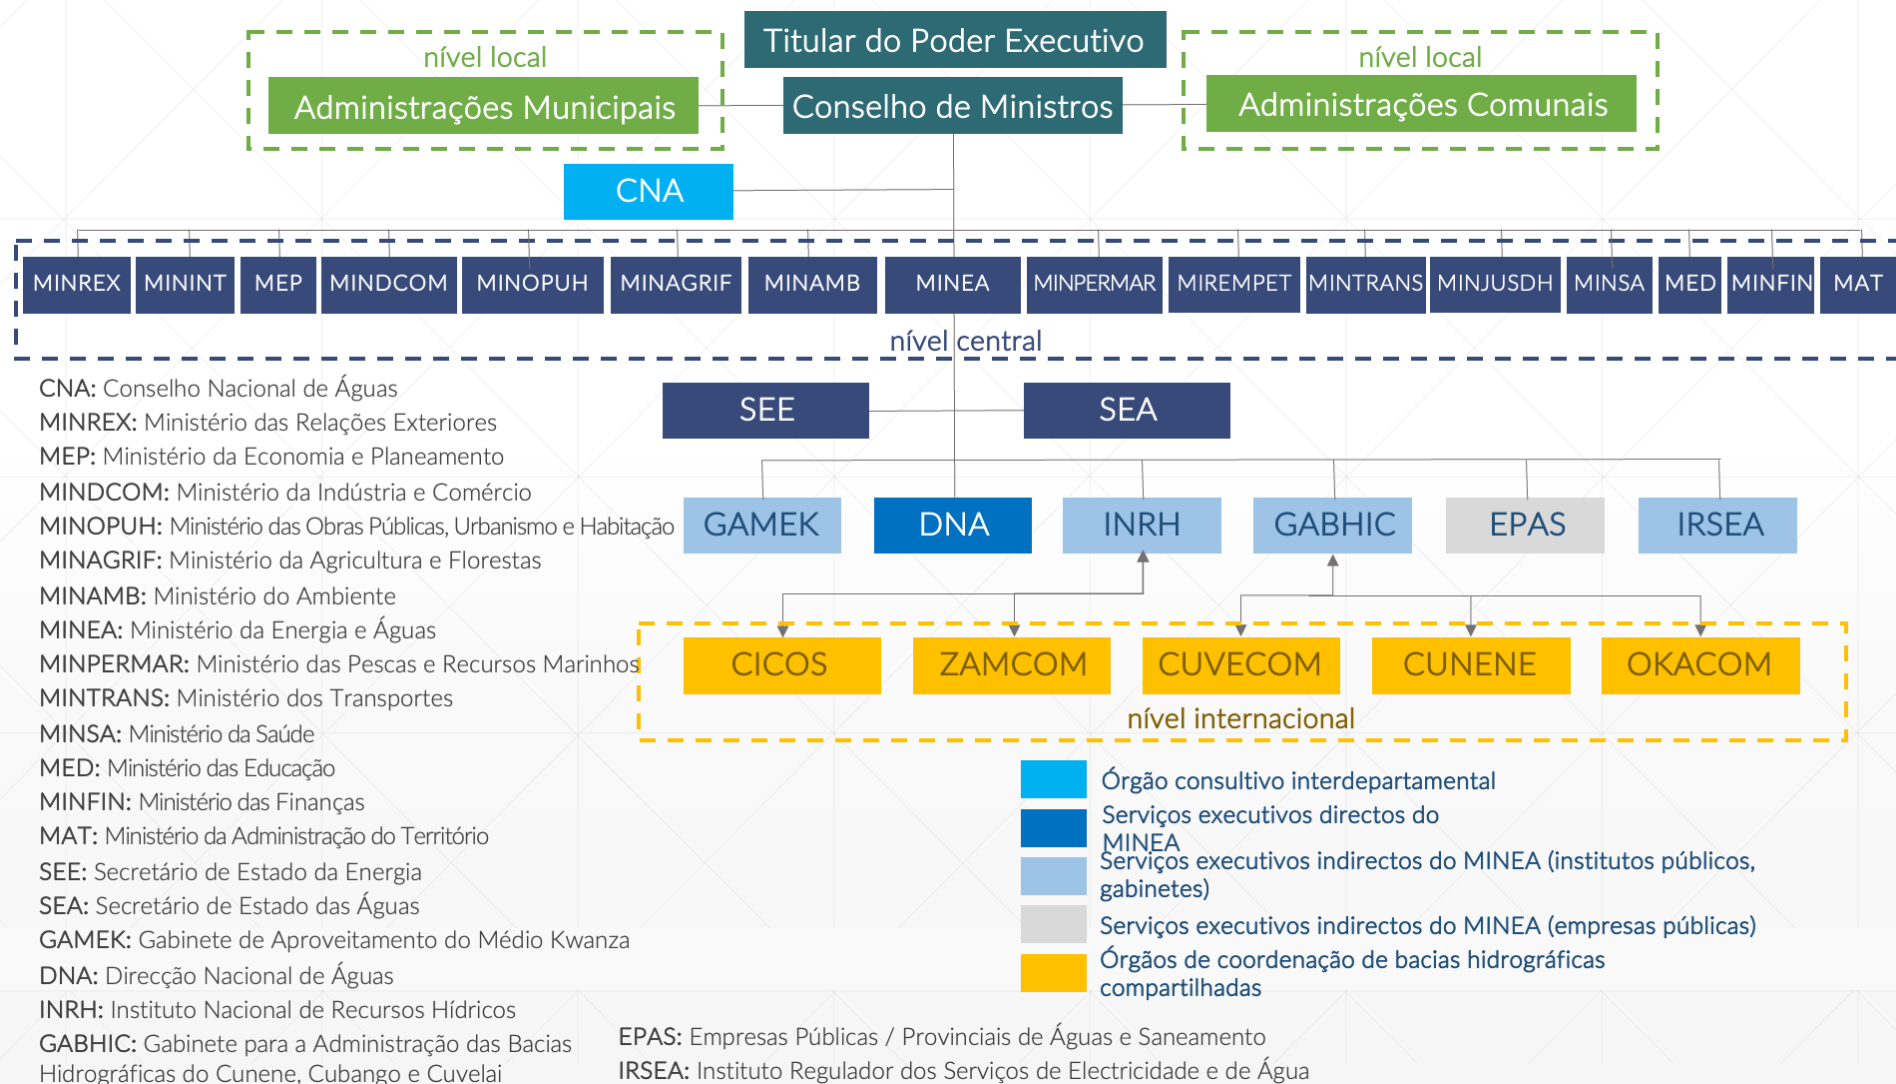 Titular do Poder Executivo
nível local
nível local
Administrações Municipais
Conselho de Ministros
Administrações Comunais
CNA
MINREX
MININT
MEP
MINDCOM
MINOPUH
MINAGRIF
MINAMB
MINEA
MINPERMAR
MIREMPET
MINTRANS
MINJUSDH
MINSA
MED
MINFIN
MAT
nível central
SEE
SEA
GAMEK
DNA
INRH
GABHIC
EPAS
IRSEA
CICOS
ZAMCOM
CUVECOM
CUNENE
OKACOM
nível internacional
CNA: Conselho Nacional de Águas
MINREX: Ministério das Relações Exteriores
MEP: Ministério da Economia e Planeamento
MINDCOM: Ministério da Indústria e Comércio
MINOPUH: Ministério das Obras Públicas, Urbanismo e Habitação
MINAGRIF: Ministério da Agricultura e Florestas
MINAMB: Ministério do Ambiente
MINEA: Ministério da Energia e Águas
MINPERMAR: Ministério das Pescas e Recursos Marinhos
MINTRANS: Ministério dos Transportes
MINSA: Ministério da Saúde
MED: Ministério das Educação
MINFIN: Ministério das Finanças
MAT: Ministério da Administração do Território
SEE: Secretário de Estado da Energia
SEA: Secretário de Estado das Águas
GAMEK: Gabinete de Aproveitamento do Médio Kwanza
DNA: Direcção Nacional de Águas
INRH: Instituto Nacional de Recursos Hídricos
GABHIC: Gabinete para a Administração das Bacias
Hidrográficas do Cunene, Cubango e Cuvelai
Órgão consultivo interdepartamental
Serviços executivos directos do
MINEA
Serviços executivos indirectos do MINEA (institutos públicos,
gabinetes)
Serviços executivos indirectos do MINEA (empresas públicas)
Órgãos de coordenação de bacias hidrográficas
compartilhadas
EPAS: Empresas Públicas / Provinciais de Águas e Saneamento
IRSEA: Instituto Regulador dos Serviços de Electricidade e de Água